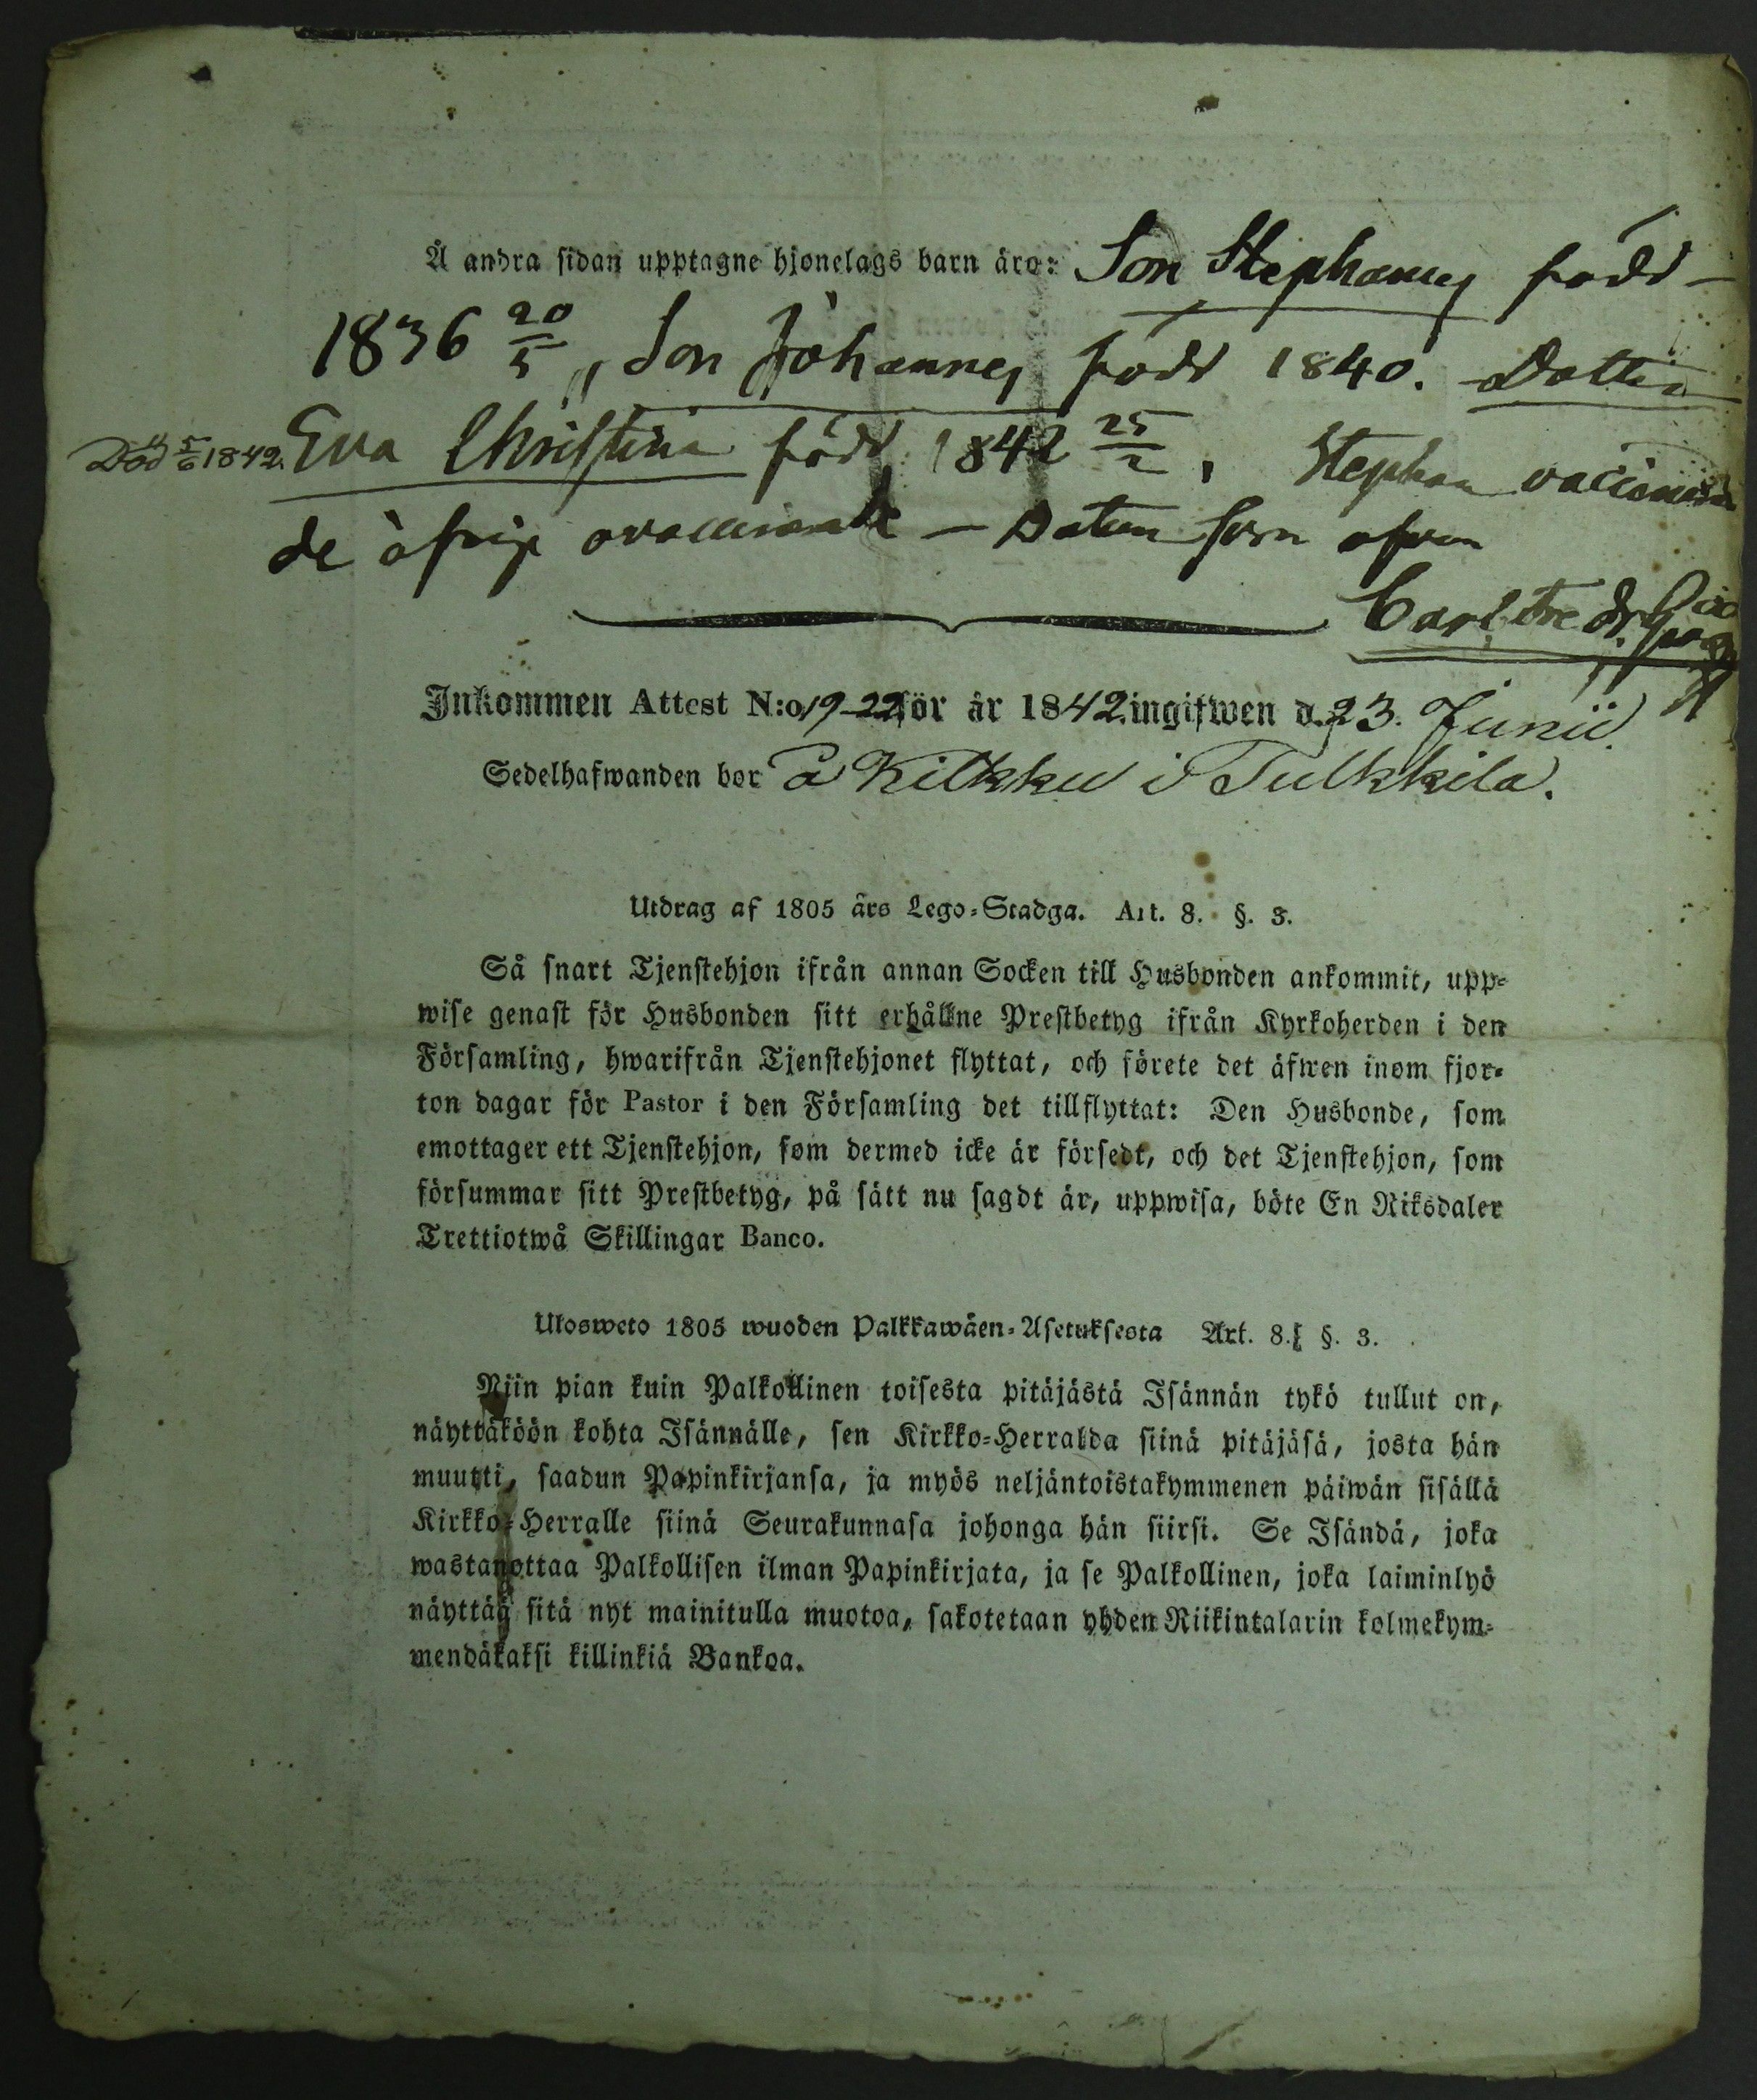 Å andra sidan upptagne hjonelags barn äro: Son Stephanus född
1836 20/5, Son Johannes född 1840. Dotter
Död 5/6 1842. Eva Christina född 1842 25/2, Stephan vaccinerad
de öfrige ovaccinerade — Datum som ofvan
Carl Fredr.
Inkommen Attest N:o 19-22 för år 1842 ingifwen d. 23. Junii.
Sedelhafwanden bor å Kilkku i Tulkkila.
Utdrag af 1805 års Lego-Stadga. Art. 8. §. 3.
Så snart Tjenstehjon ifrån annan Socken till Husbonden ankommit, upp-
wise genast för Husbonden sitt erhållne Prestbetyg ifrån Kyrkoherden i den
Församling, hwarifrån Tjenstehjonet flyttat, och förete det äfwen inom fjor-
ton dagar för Pastor i den Församling det tillflyttat: Den Husbonde, som
emottager ett Tjenstehjon, som dermed icke är försedt, och det Tjenstehjon, som
försummar sitt Prestbetyg, på sätt nu sagdt är, uppwisa, böte En Riksdaler
Trettiotwå Skillingar Banco.
Ulosweto 1805 wuoden Palkkawäen-Asetuksesta Art. 8. §. 3.
Niin pian kuin Palkollinen toisesta pitäjästä Isännän tykö tullut on,
näyttäköön kohta Isännälle, sen Kirkko-Herralda siinä pitäjäsä, josta hän
muutti, saadun Papinkirjansa, ja myös neljäntoistakymmenen päiwän sisällä
Kirkko-Herralle siinä Seurakunnasa johonga hän siirsi. Se Isändä, joka
wastanottaa Palkollisen ilman Papinkirjata, ja se Palkollinen, joka laiminlyö
näyttää sitä nyt mainitulla muotoa, sakotetaan yhden Riikintalarin kolmekym-
mendäkaksi killinkiä Bankoa.